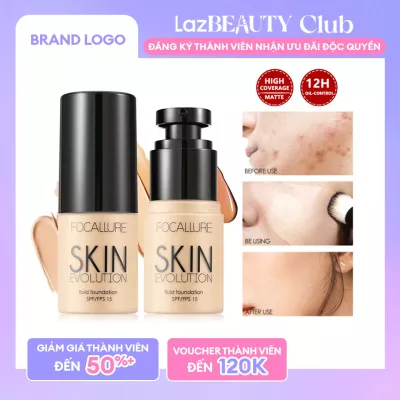 BRAND LOGO
LazBEAUTY Club
ĐĂNG KÝ THÀNH VIÊN NHẬN ƯU ĐÃI ĐỘC QUYỀN
HIGH
COVERAGE
MATTE
12H
OIL-CONTROL
BEFORE USE
BE USING
AFTER USE
FOCALLURE
SKIN
EVOLUTION
fluid foundation
SPF/FPS 15
FOCALLURE
SKIN
EVOLUTION
fluid foundation
SPF/FPS 15
GIẢM GIÁ THÀNH VIÊN
ĐẾN 50%+
VOUCHER THÀNH VIÊN
ĐẾN 120K